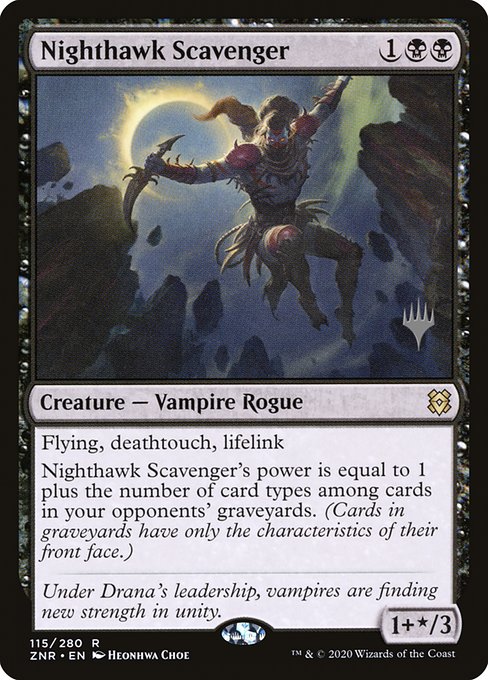 Nighthawk Scavenger 1
Creature — Vampire Rogue
Flying, deathtouch, lifelink
Nighthawk Scavenger's power is equal to 1
plus the number of card types among cards
in your opponents' graveyards. (Cards in
graveyards have only the characteristics of their
front face.)
Under Drana's leadership, vampires are finding
new strength in unity.
1+★/3
115/280 R
ZNR • EN Heonhwa Choe
™ & © 2020 Wizards of the Coast